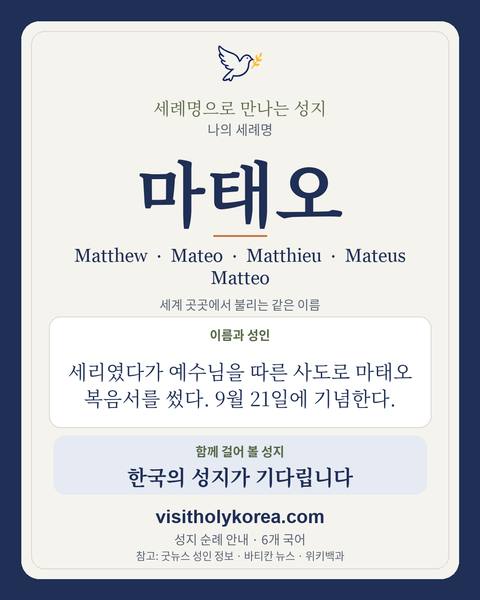 세례명으로 만나는 성지
나의 세례명
마태오
Matthew · Mateo · Matthieu · Mateus
Matteo
세계 곳곳에서 불리는 같은 이름
이름과 성인
세리였다가 예수님을 따른 사도로 마태오
복음서를 썼다. 9월 21일에 기념한다.
함께 걸어 볼 성지
한국의 성지가 기다립니다
visitholykorea.com
성지 순례 안내 · 6개 국어
참고: 굿뉴스 성인 정보 · 바티칸 뉴스 · 위키백과